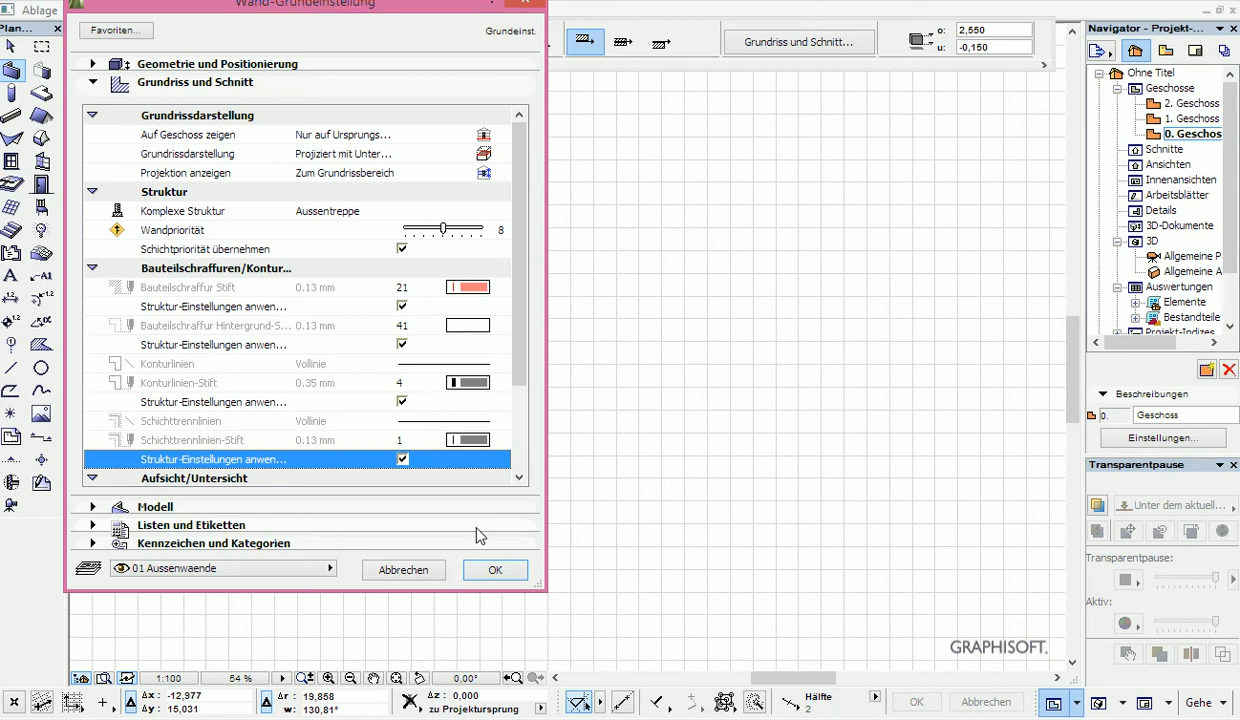 Ablage
Wand-Grundeinstellung
Plan...
Favoriten...
Grundeinst.
Geometrie und Positionierung
Grundriss und Schnitt
Grundrissdarstellung
Auf Geschoss zeigen Nur auf Ursprungs...
Grundrissdarstellung Projiziert mit Unter...
Projektion anzeigen Zum Grundrissbereich
Struktur
Komplexe Struktur Aussentreppe
Wandpriorität 8
Schichtpriorität übernehmen
Bauteilschraffuren/Kontur...
Bauteilschraffur Stift 0.13 mm 21
Struktur-Einstellungen anwen...
Bauteilschraffur Hintergrund-S... 0.13 mm 41
Struktur-Einstellungen anwen...
Konturlinien Vollinie
Konturlinien-Stift 0.35 mm 4
Struktur-Einstellungen anwen...
Schichttrennlinien Vollinie
Schichttrennlinien-Stift 0.13 mm 1
Struktur-Einstellungen anwen...
Aufsicht/Untersicht
Modell
Listen und Etiketten
Kennzeichen und Kategorien
01 Aussenwaende
Abbrechen
OK
Grundriss und Schnitt...
o: 2,550
u: -0,150
Navigator - Projekt-...
Ohne Titel
Geschosse
2. Geschoss
1. Geschoss
0. Geschos
Schnitte
Ansichten
Innenansichten
Arbeitsblätter
Details
3D-Dokumente
3D
Allgemeine P
Allgemeine A
Auswertungen
Elemente
Bestandteile
Projekt-Indizes
Beschreibungen
0. Geschoss
Einstellungen...
Transparentpause
Unter dem aktuell...
Transparentpause:
Aktiv:
GRAPHISOFT.
1:100
54 %
0,00°
Δx: -12,977
Δy: 15,031
Δr: 19,858
w: 130,81°
Δz: 0,000
zu Projektursprung
Hälfte
2
OK
Abbrechen
Gehe